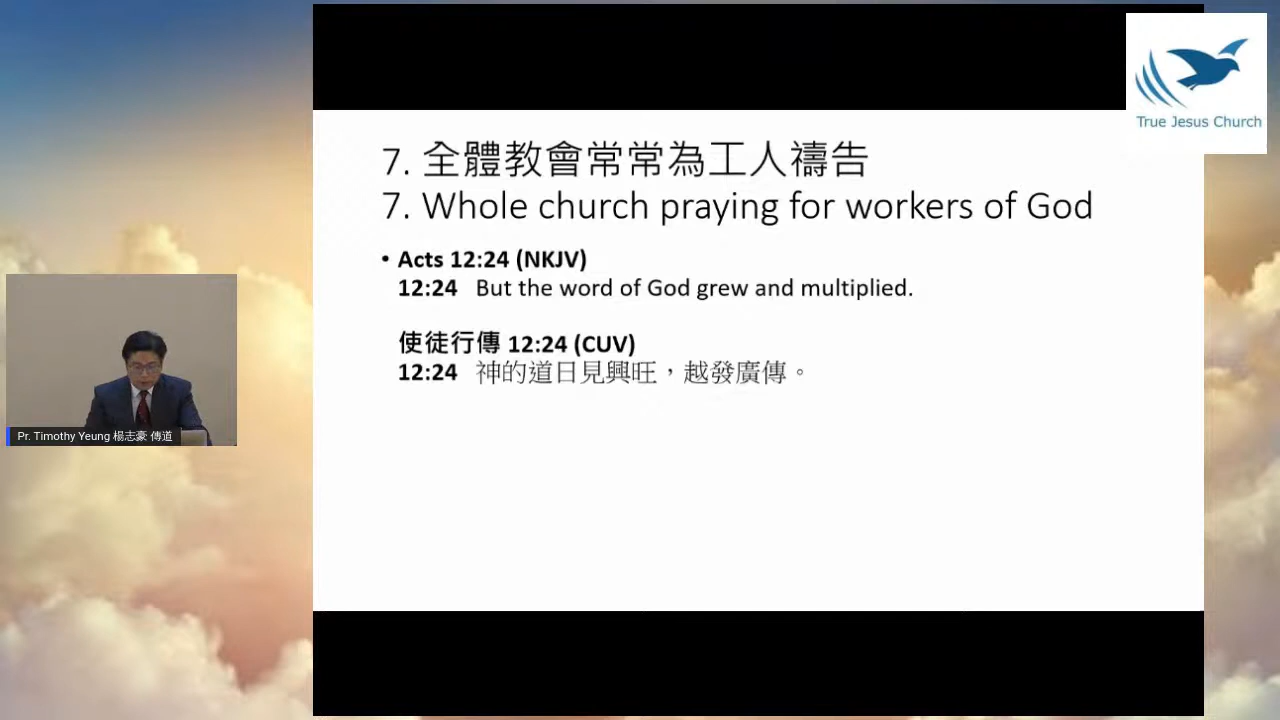 True Jesus Church
7. 全體教會常常為工人禱告
7. Whole church praying for workers of God
• Acts 12:24 (NKJV)
12:24 But the word of God grew and multiplied.
使徒行傳 12:24 (CUV)
12:24 神的道日見興旺，越發廣傳。
Pr. Timothy Yeung 楊志豪 傳道